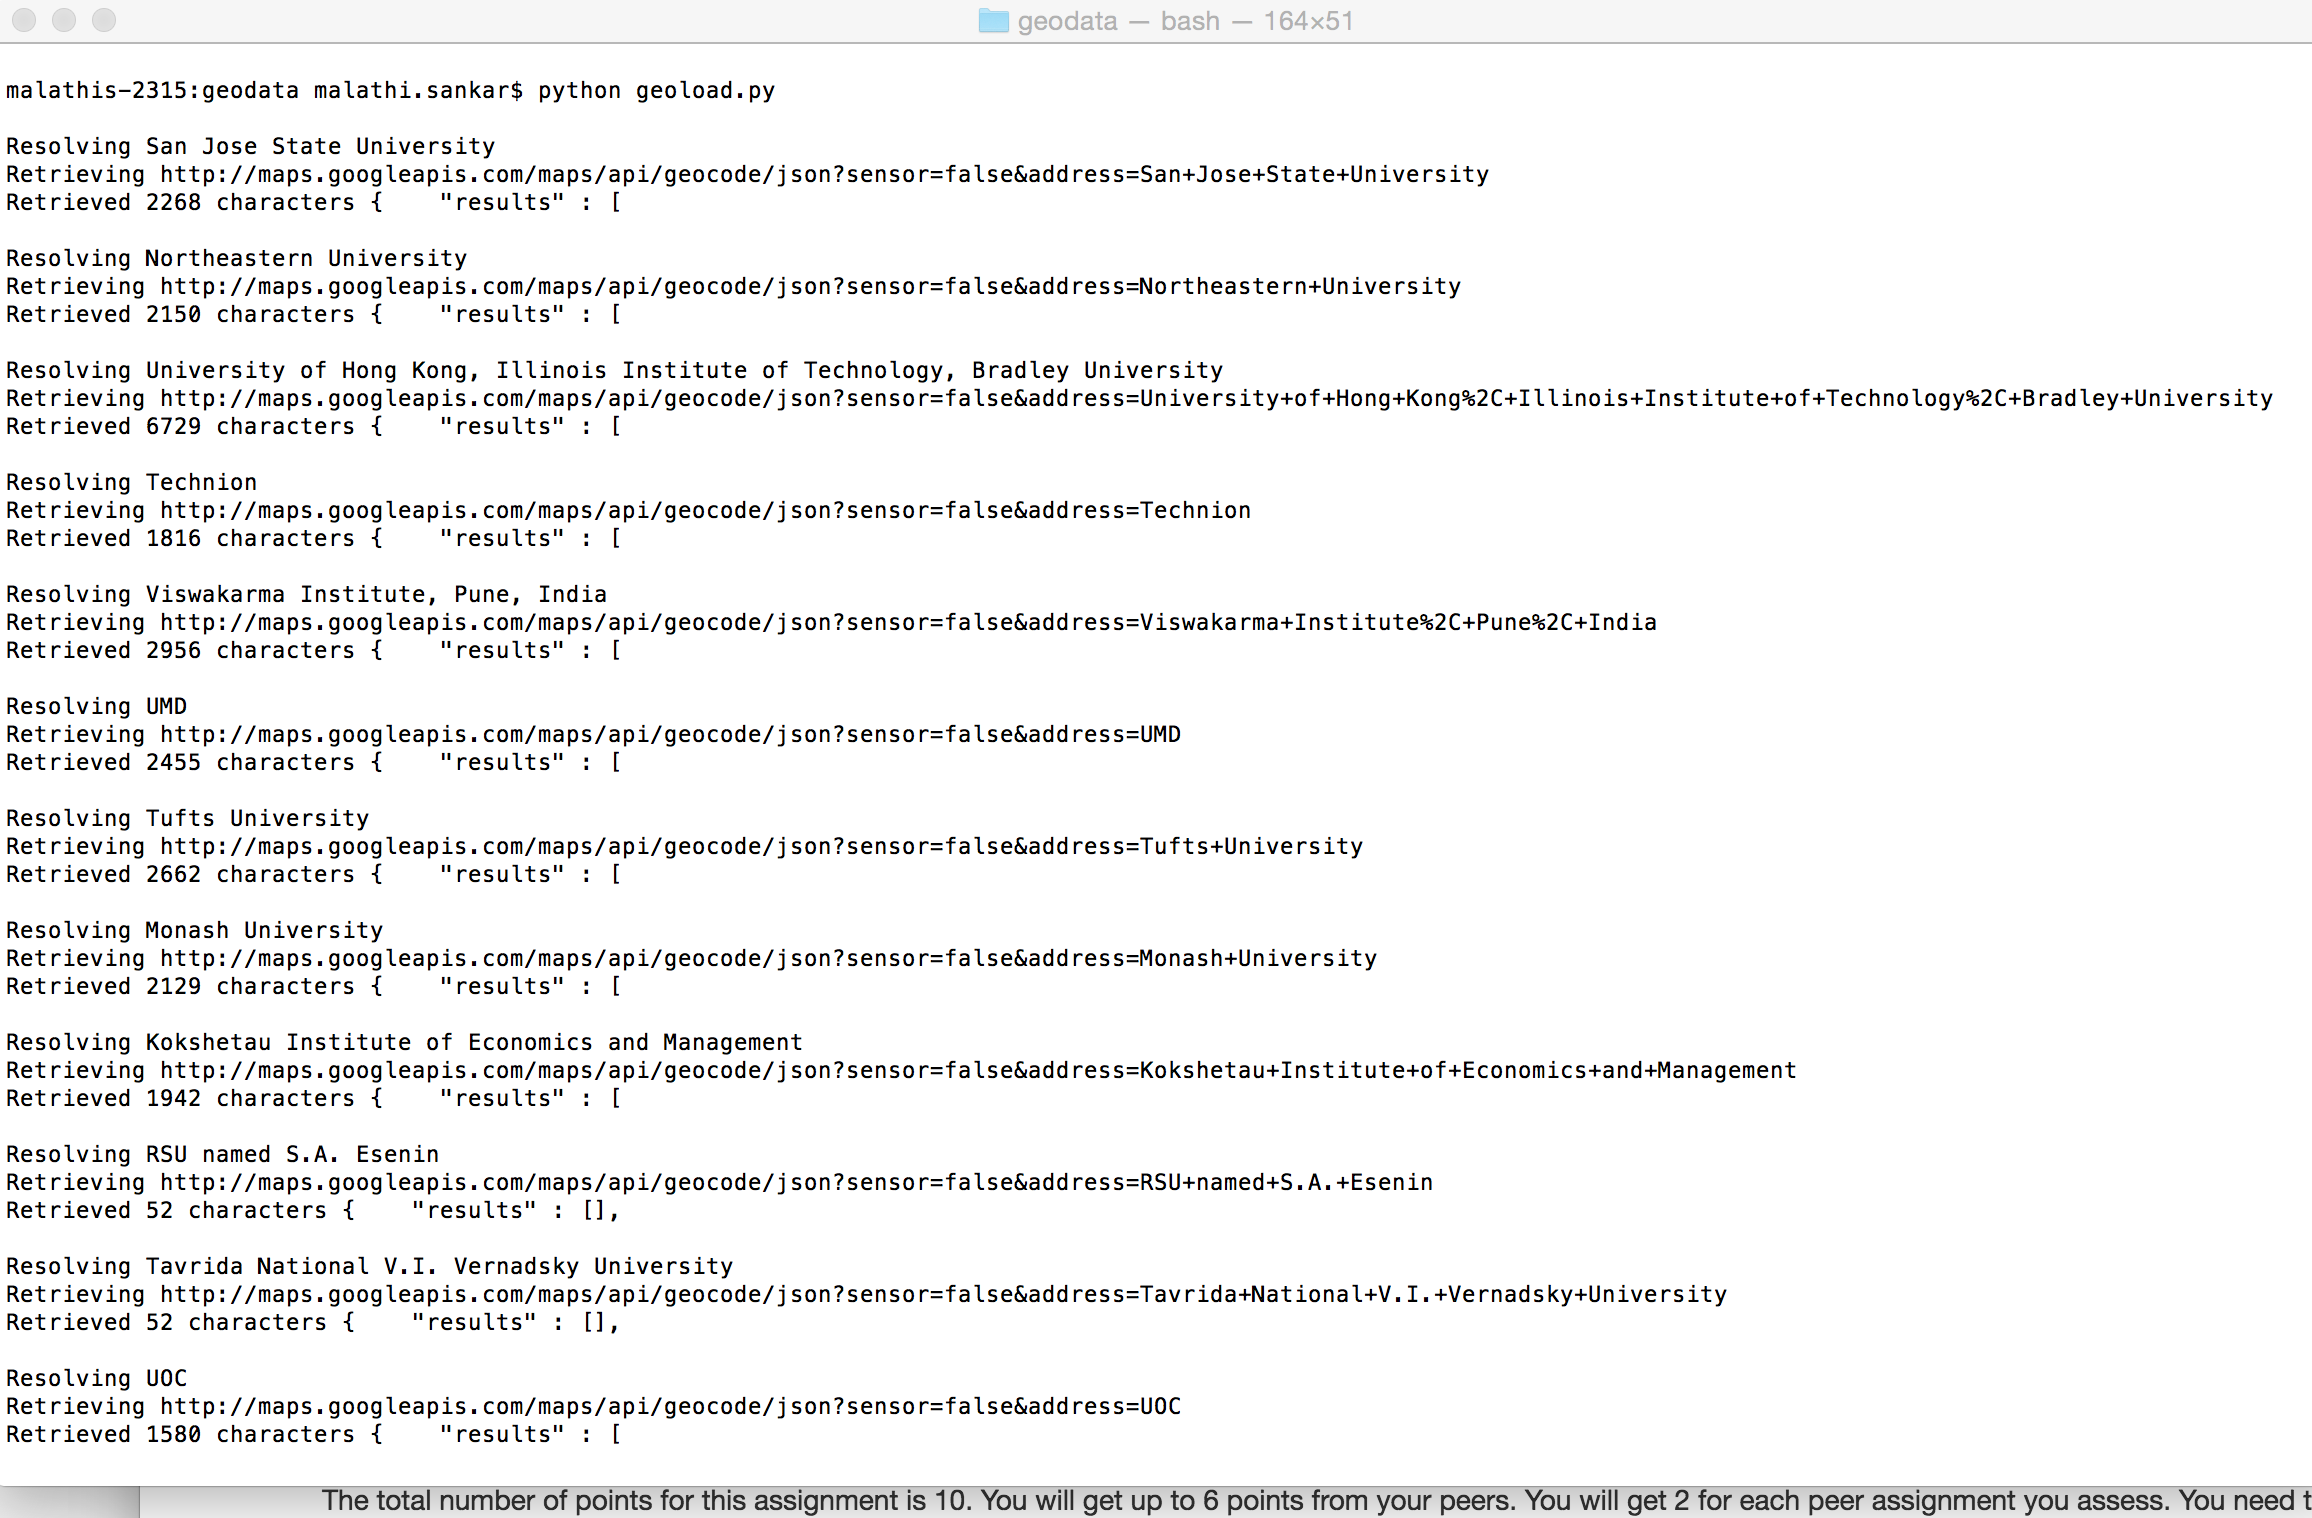 geodata — bash — 164×51
malathis-2315:geodata malathi.sankar$ python geoload.py
Resolving San Jose State University
Retrieving http://maps.googleapis.com/maps/api/geocode/json?sensor=false&address=San+Jose+State+University
Retrieved 2268 characters {    "results" : [
Resolving Northeastern University
Retrieving http://maps.googleapis.com/maps/api/geocode/json?sensor=false&address=Northeastern+University
Retrieved 2150 characters {    "results" : [
Resolving University of Hong Kong, Illinois Institute of Technology, Bradley University
Retrieving http://maps.googleapis.com/maps/api/geocode/json?sensor=false&address=University+of+Hong+Kong%2C+Illinois+Institute+of+Technology%2C+Bradley+University
Retrieved 6729 characters {    "results" : [
Resolving Technion
Retrieving http://maps.googleapis.com/maps/api/geocode/json?sensor=false&address=Technion
Retrieved 1816 characters {    "results" : [
Resolving Viswakarma Institute, Pune, India
Retrieving http://maps.googleapis.com/maps/api/geocode/json?sensor=false&address=Viswakarma+Institute%2C+Pune%2C+India
Retrieved 2956 characters {    "results" : [
Resolving UMD
Retrieving http://maps.googleapis.com/maps/api/geocode/json?sensor=false&address=UMD
Retrieved 2455 characters {    "results" : [
Resolving Tufts University
Retrieving http://maps.googleapis.com/maps/api/geocode/json?sensor=false&address=Tufts+University
Retrieved 2662 characters {    "results" : [
Resolving Monash University
Retrieving http://maps.googleapis.com/maps/api/geocode/json?sensor=false&address=Monash+University
Retrieved 2129 characters {    "results" : [
Resolving Kokshetau Institute of Economics and Management
Retrieving http://maps.googleapis.com/maps/api/geocode/json?sensor=false&address=Kokshetau+Institute+of+Economics+and+Management
Retrieved 1942 characters {    "results" : [
Resolving RSU named S.A. Esenin
Retrieving http://maps.googleapis.com/maps/api/geocode/json?sensor=false&address=RSU+named+S.A.+Esenin
Retrieved 52 characters {    "results" : [],
Resolving Tavrida National V.I. Vernadsky University
Retrieving http://maps.googleapis.com/maps/api/geocode/json?sensor=false&address=Tavrida+National+V.I.+Vernadsky+University
Retrieved 52 characters {    "results" : [],
Resolving UOC
Retrieving http://maps.googleapis.com/maps/api/geocode/json?sensor=false&address=UOC
Retrieved 1580 characters {    "results" : [
The total number of points for this assignment is 10. You will get up to 6 points from your peers. You will get 2 for each peer assignment you assess. You need t